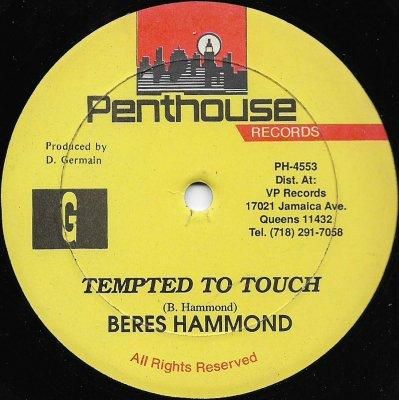 Penthouse
RECORDS
Produced by
D. Germain
PH-4553
Dist. At:
VP Records
17021 Jamaica Ave.
Queens 11432
Tel. (718) 291-7058
G
TEMPTED TO TOUCH
(B. Hammond)
BERES HAMMOND
All Rights Reserved